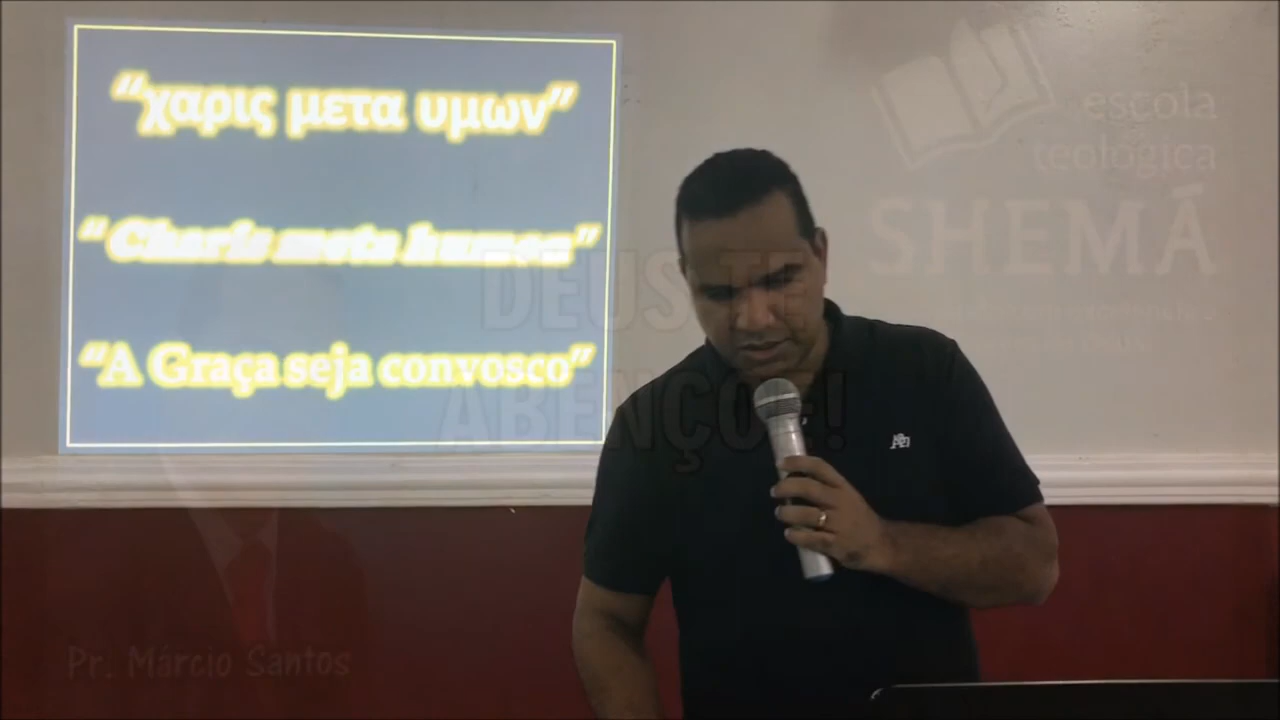 “χαρις μετα υμων”
“Charis meta humon”
“A Graça seja convosco”
escola
teológica
SHEMÁ
DEUS TE
ABENÇOE!
Pr. Márcio Santos